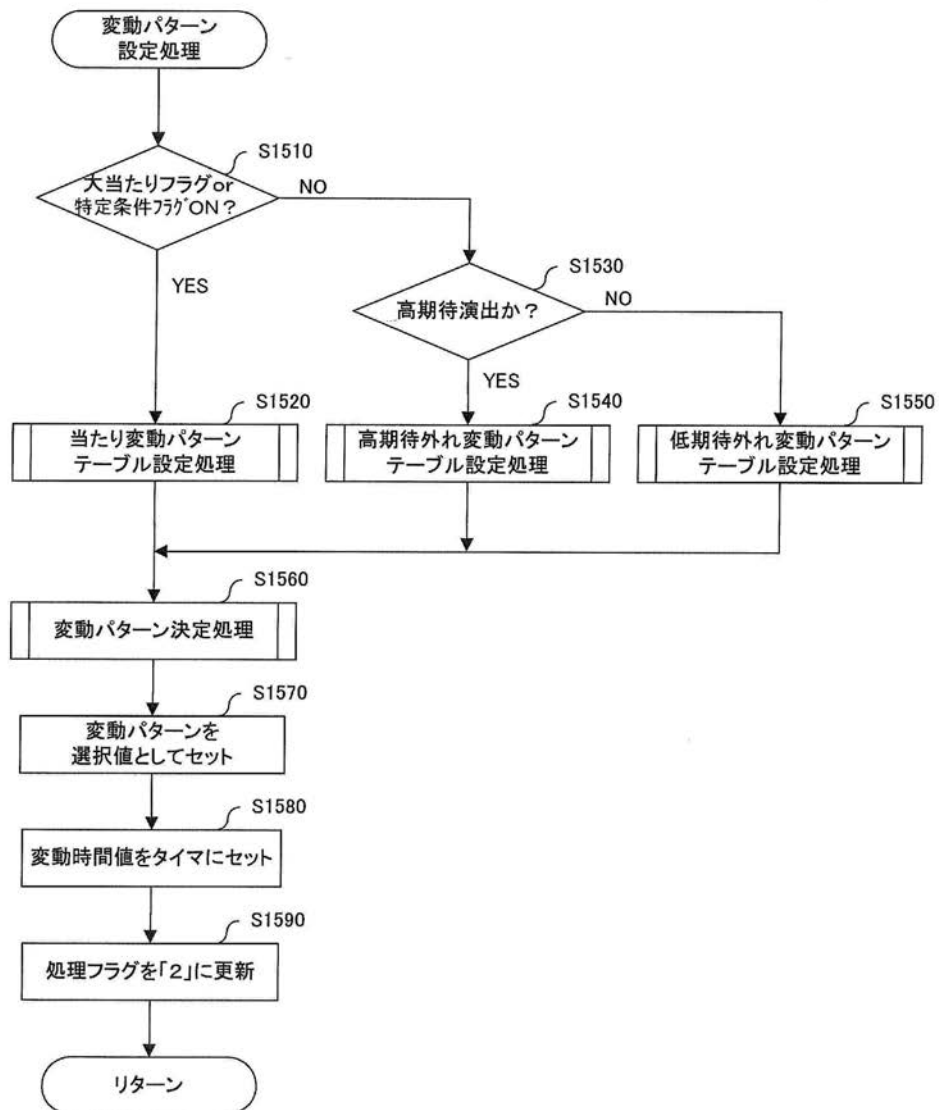 変動パターン
設定処理
S1510
大当たりフラグor
特定条件フラグON？
NO
YES
S1530
高期待演出か？
NO
YES
S1520
当たり変動パターン
テーブル設定処理
S1540
高期待外れ変動パターン
テーブル設定処理
S1550
低期待外れ変動パターン
テーブル設定処理
S1560
変動パターン決定処理
S1570
変動パターンを
選択値としてセット
S1580
変動時間値をタイマにセット
S1590
処理フラグを「２」に更新
リターン